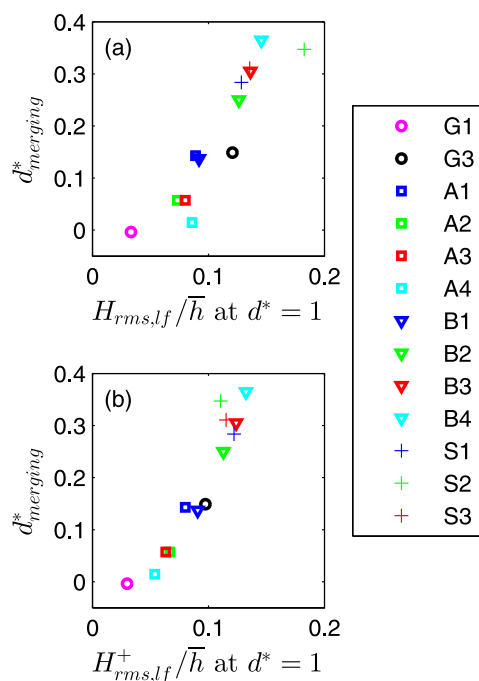 (a)
0.4
0.3
0.2
0.1
0
d*merging
0 0.1 0.2
Hrms,lf/h̅ at d* = 1
(b)
0.4
0.3
0.2
0.1
0
d*merging
0 0.1 0.2
H+rms,lf/h̅ at d* = 1
G1
G3
A1
A2
A3
A4
B1
B2
B3
B4
S1
S2
S3